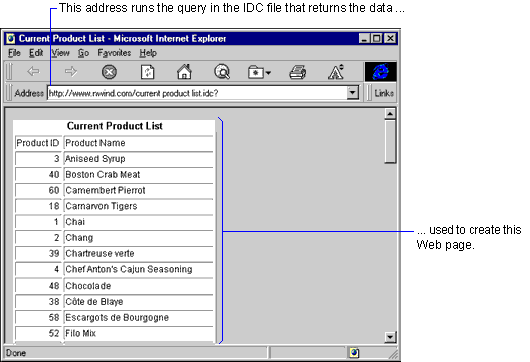 This address runs the query in the IDC file that returns the data ...
Current Product List - Microsoft Internet Explorer
File Edit View Go Favorites Help
Address http://www.nwind.com/current product list.idc? Links
Current Product List
Product ID Product Name
3 Aniseed Syrup
40 Boston Crab Meat
60 Camembert Pierrot
18 Carnarvon Tigers
1 Chai
2 Chang
39 Chartreuse verte
4 Chef Anton's Cajun Seasoning
48 Chocolade
38 Côte de Blaye
58 Escargots de Bourgogne
52 Filo Mix
... used to create this
Web page.
Done